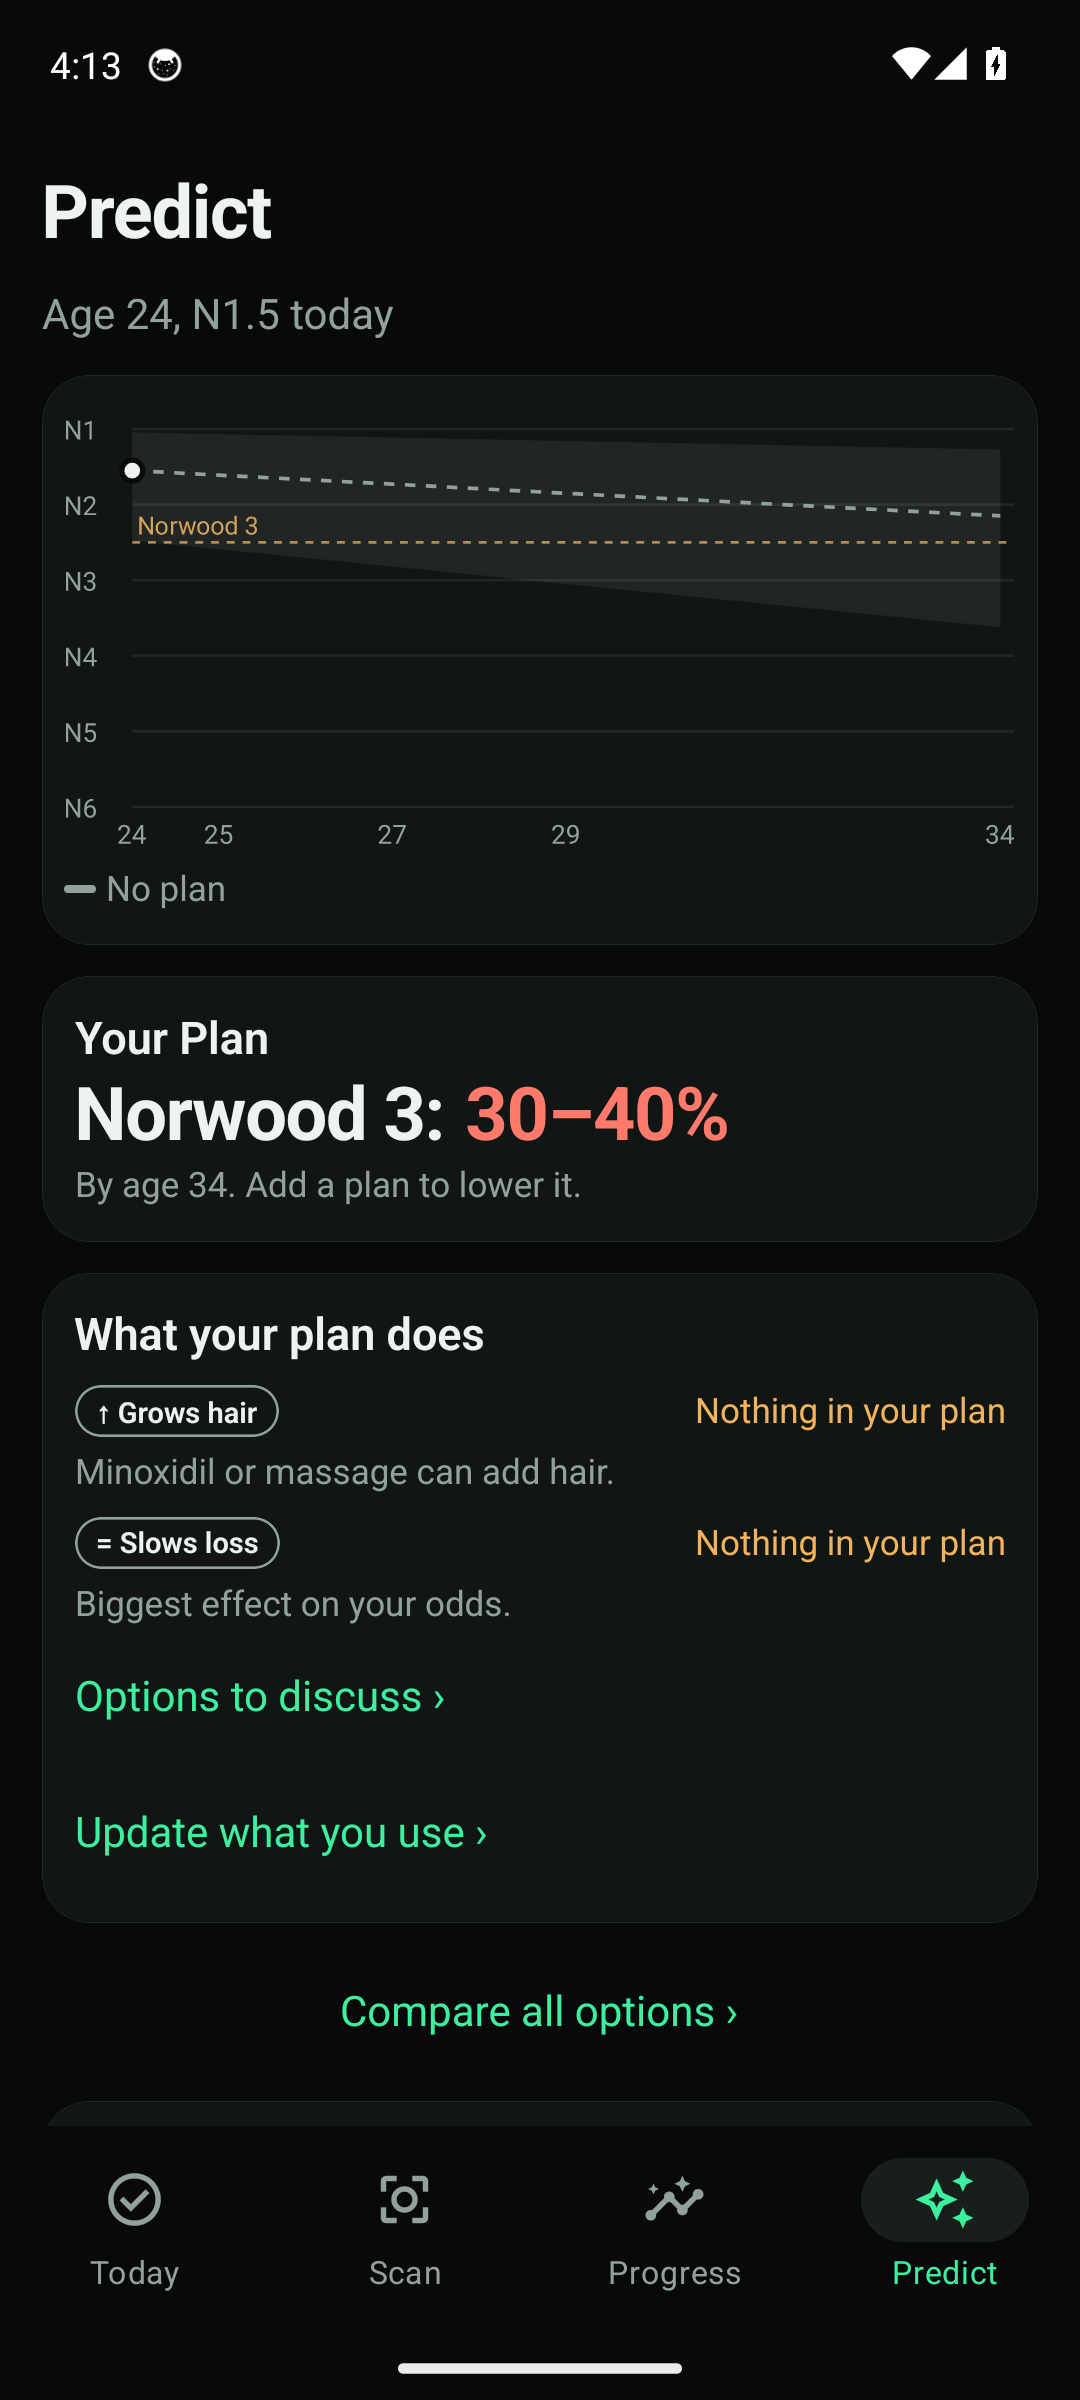 4:13
Predict
Age 24, N1.5 today
N1
N2
Norwood 3
N3
N4
N5
N6
24 25 27 29 34
No plan
Your Plan
Norwood 3: 30–40%
By age 34. Add a plan to lower it.
What your plan does
↑ Grows hair Nothing in your plan
Minoxidil or massage can add hair.
= Slows loss Nothing in your plan
Biggest effect on your odds.
Options to discuss ›
Update what you use ›
Compare all options ›
Today Scan Progress Predict